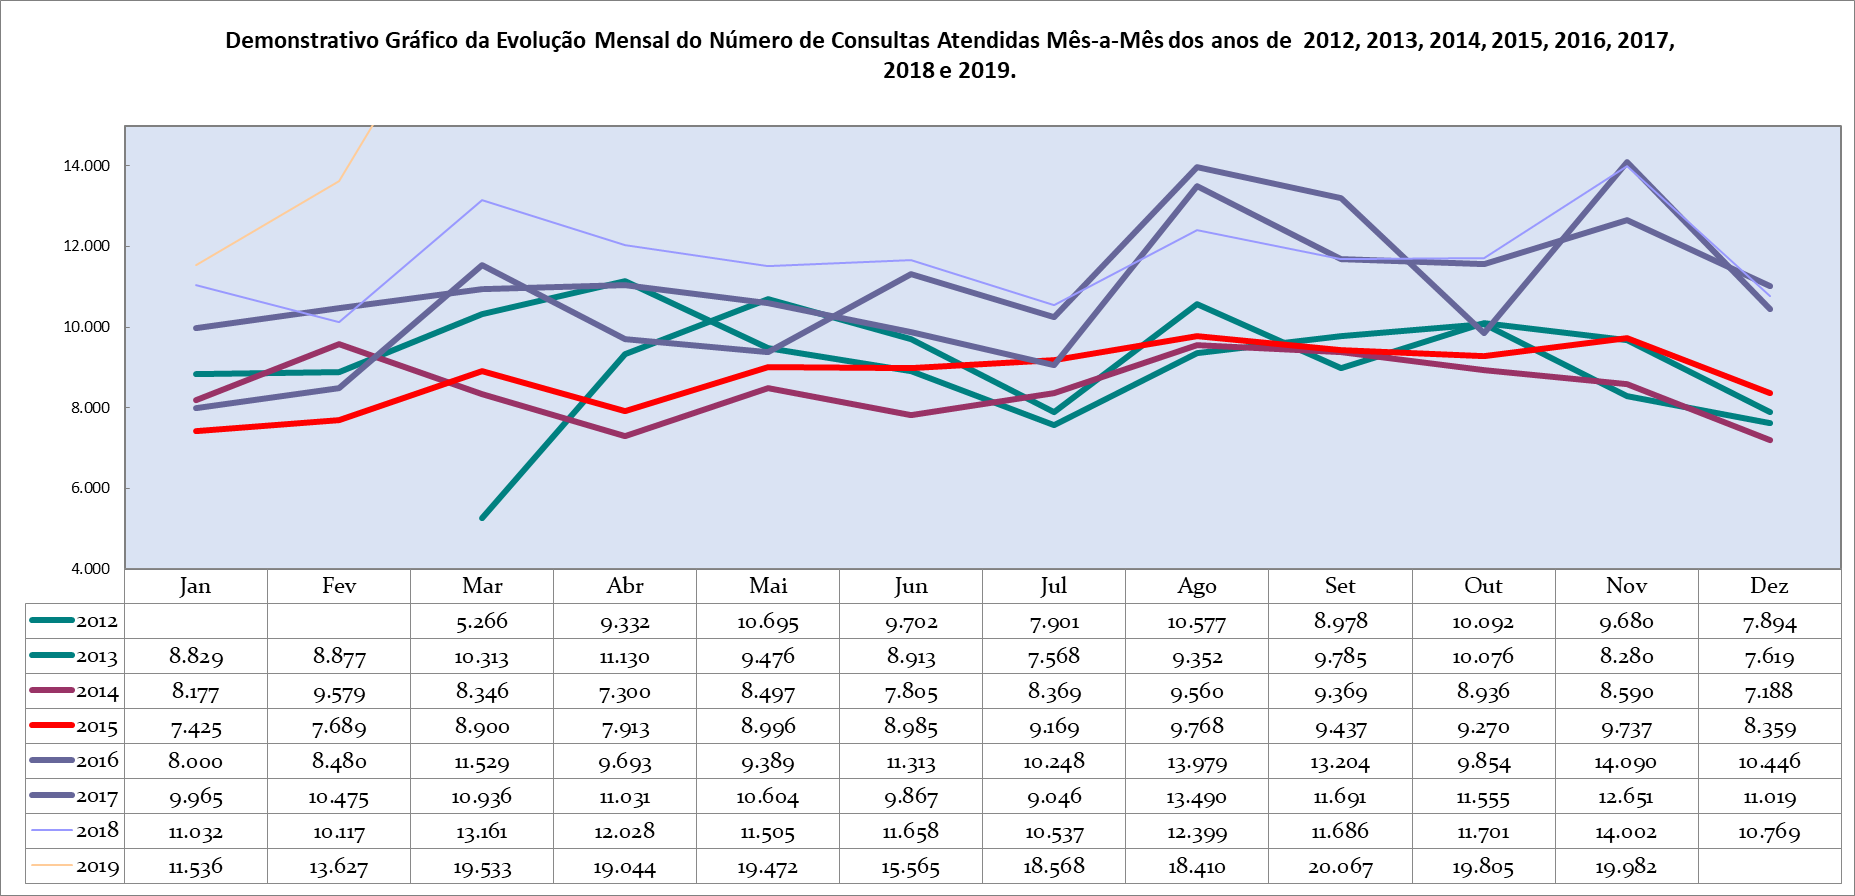 Demonstrativo Gráfico da Evolução Mensal do Número de Consultas Atendidas Mês-a-Mês dos anos de 2012, 2013, 2014, 2015, 2016, 2017,
2018 e 2019.
14.000
12.000
10.000
8.000
6.000
4.000
Jan Fev Mar Abr Mai Jun Jul Ago Set Out Nov Dez
2012 5.266 9.332 10.695 9.702 7.901 10.577 8.978 10.092 9.680 7.894
2013 8.829 8.877 10.313 11.130 9.476 8.913 7.568 9.352 9.785 10.076 8.280 7.619
2014 8.177 9.579 8.346 7.300 8.497 7.805 8.369 9.560 9.369 8.936 8.590 7.188
2015 7.425 7.689 8.900 7.913 8.996 8.985 9.169 9.768 9.437 9.270 9.737 8.359
2016 8.000 8.480 11.529 9.693 9.389 11.313 10.248 13.979 13.204 9.854 14.090 10.446
2017 9.965 10.475 10.936 11.031 10.604 9.867 9.046 13.490 11.691 11.555 12.651 11.019
2018 11.032 10.117 13.161 12.028 11.505 11.658 10.537 12.399 11.686 11.701 14.002 10.769
2019 11.536 13.627 19.533 19.044 19.472 15.565 18.568 18.410 20.067 19.805 19.982